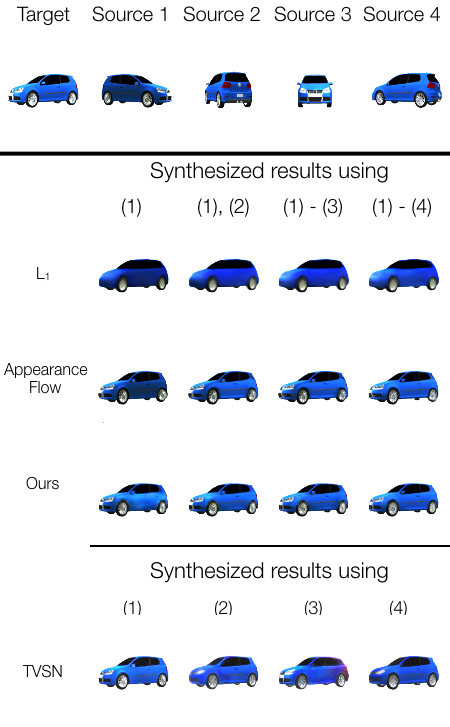 Target Source 1 Source 2 Source 3 Source 4
Synthesized results using
(1) (1), (2) (1) - (3) (1) - (4)
L₁
Appearance
Flow
Ours
Synthesized results using
(1) (2) (3) (4)
TVSN